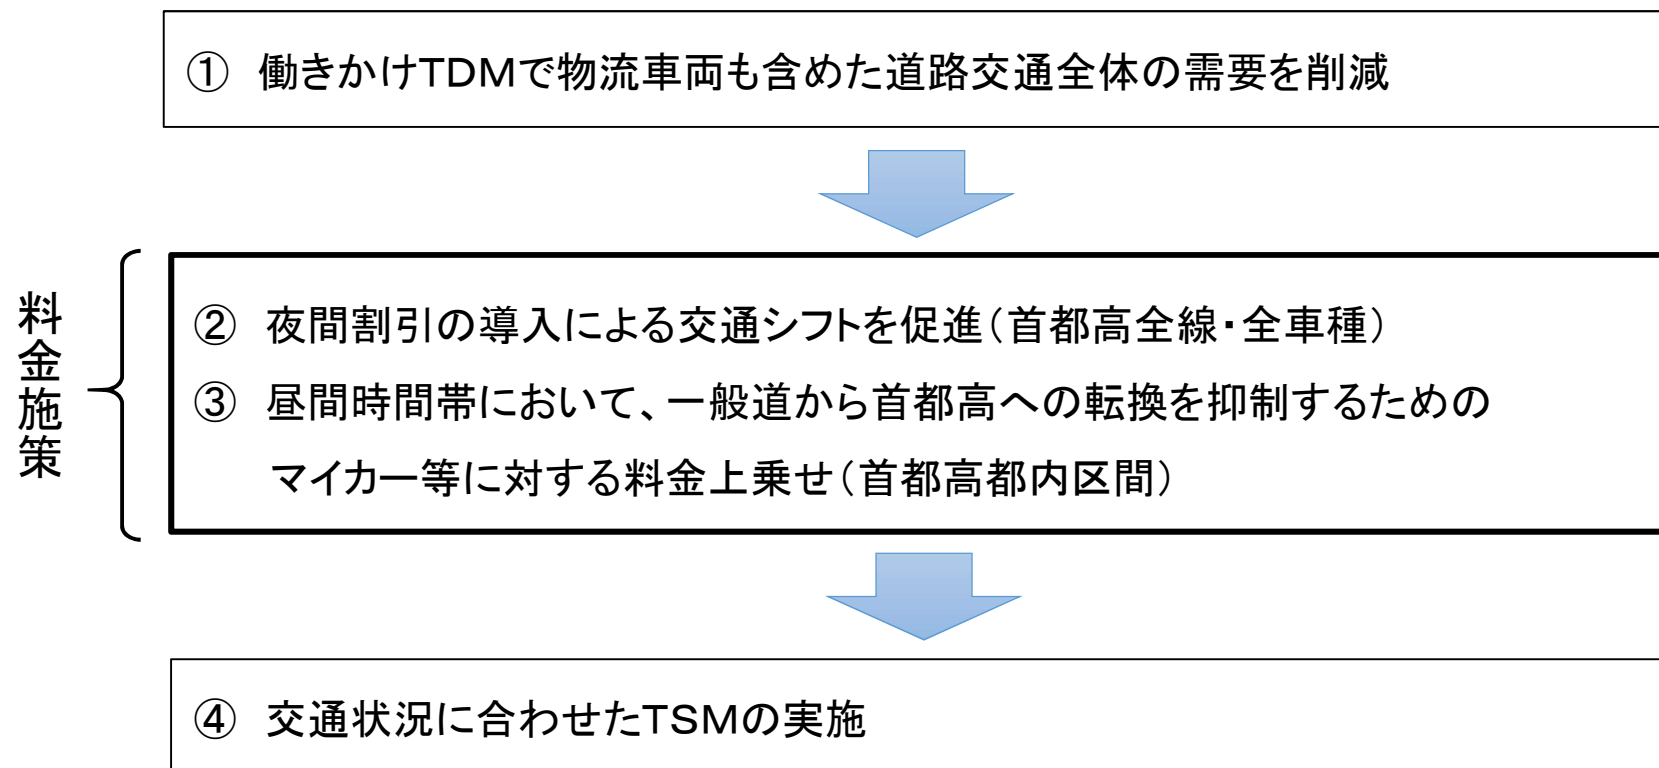 ① 働きかけTDMで物流車両も含めた道路交通全体の需要を削減
料金施策
② 夜間割引の導入による交通シフトを促進(首都高全線・全車種)
③ 昼間時間帯において、一般道から首都高への転換を抑制するための
マイカー等に対する料金上乗せ(首都高都内区間)
④ 交通状況に合わせたTSMの実施